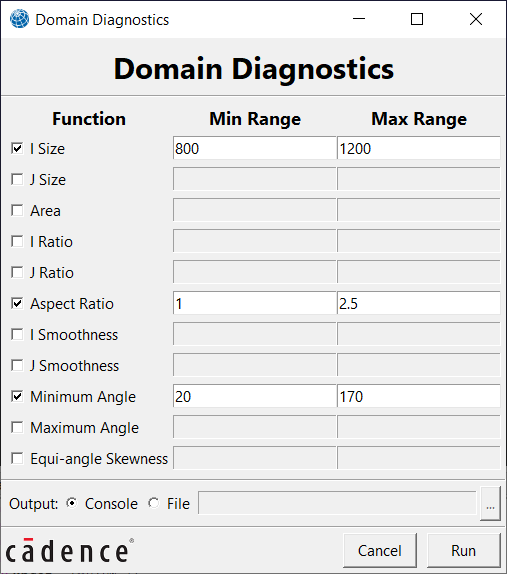 Domain Diagnostics
Domain Diagnostics
Function Min Range Max Range
I Size 800 1200
J Size
Area
I Ratio
J Ratio
Aspect Ratio 1 2.5
I Smoothness
J Smoothness
Minimum Angle 20 170
Maximum Angle
Equi-angle Skewness
Output: Console File ...
cādence® Cancel Run